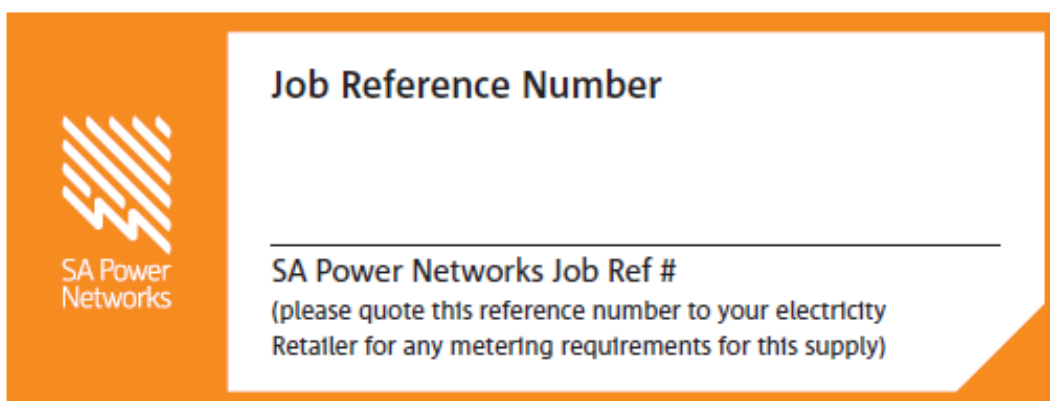 Job Reference Number
SA Power
Networks
SA Power Networks Job Ref #
(please quote this reference number to your electricity
Retailer for any metering requirements for this supply)